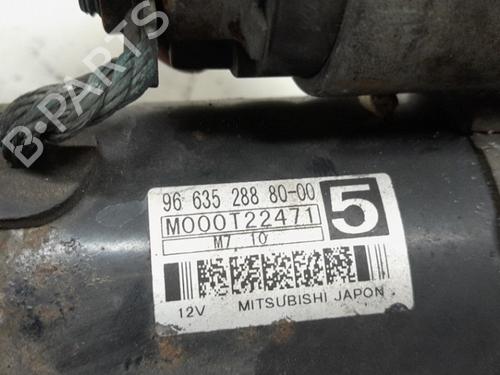 B-PARTS
96 635 288 80-00
M000T22471
5
M7, 10
12V MITSUBISHI JAPON